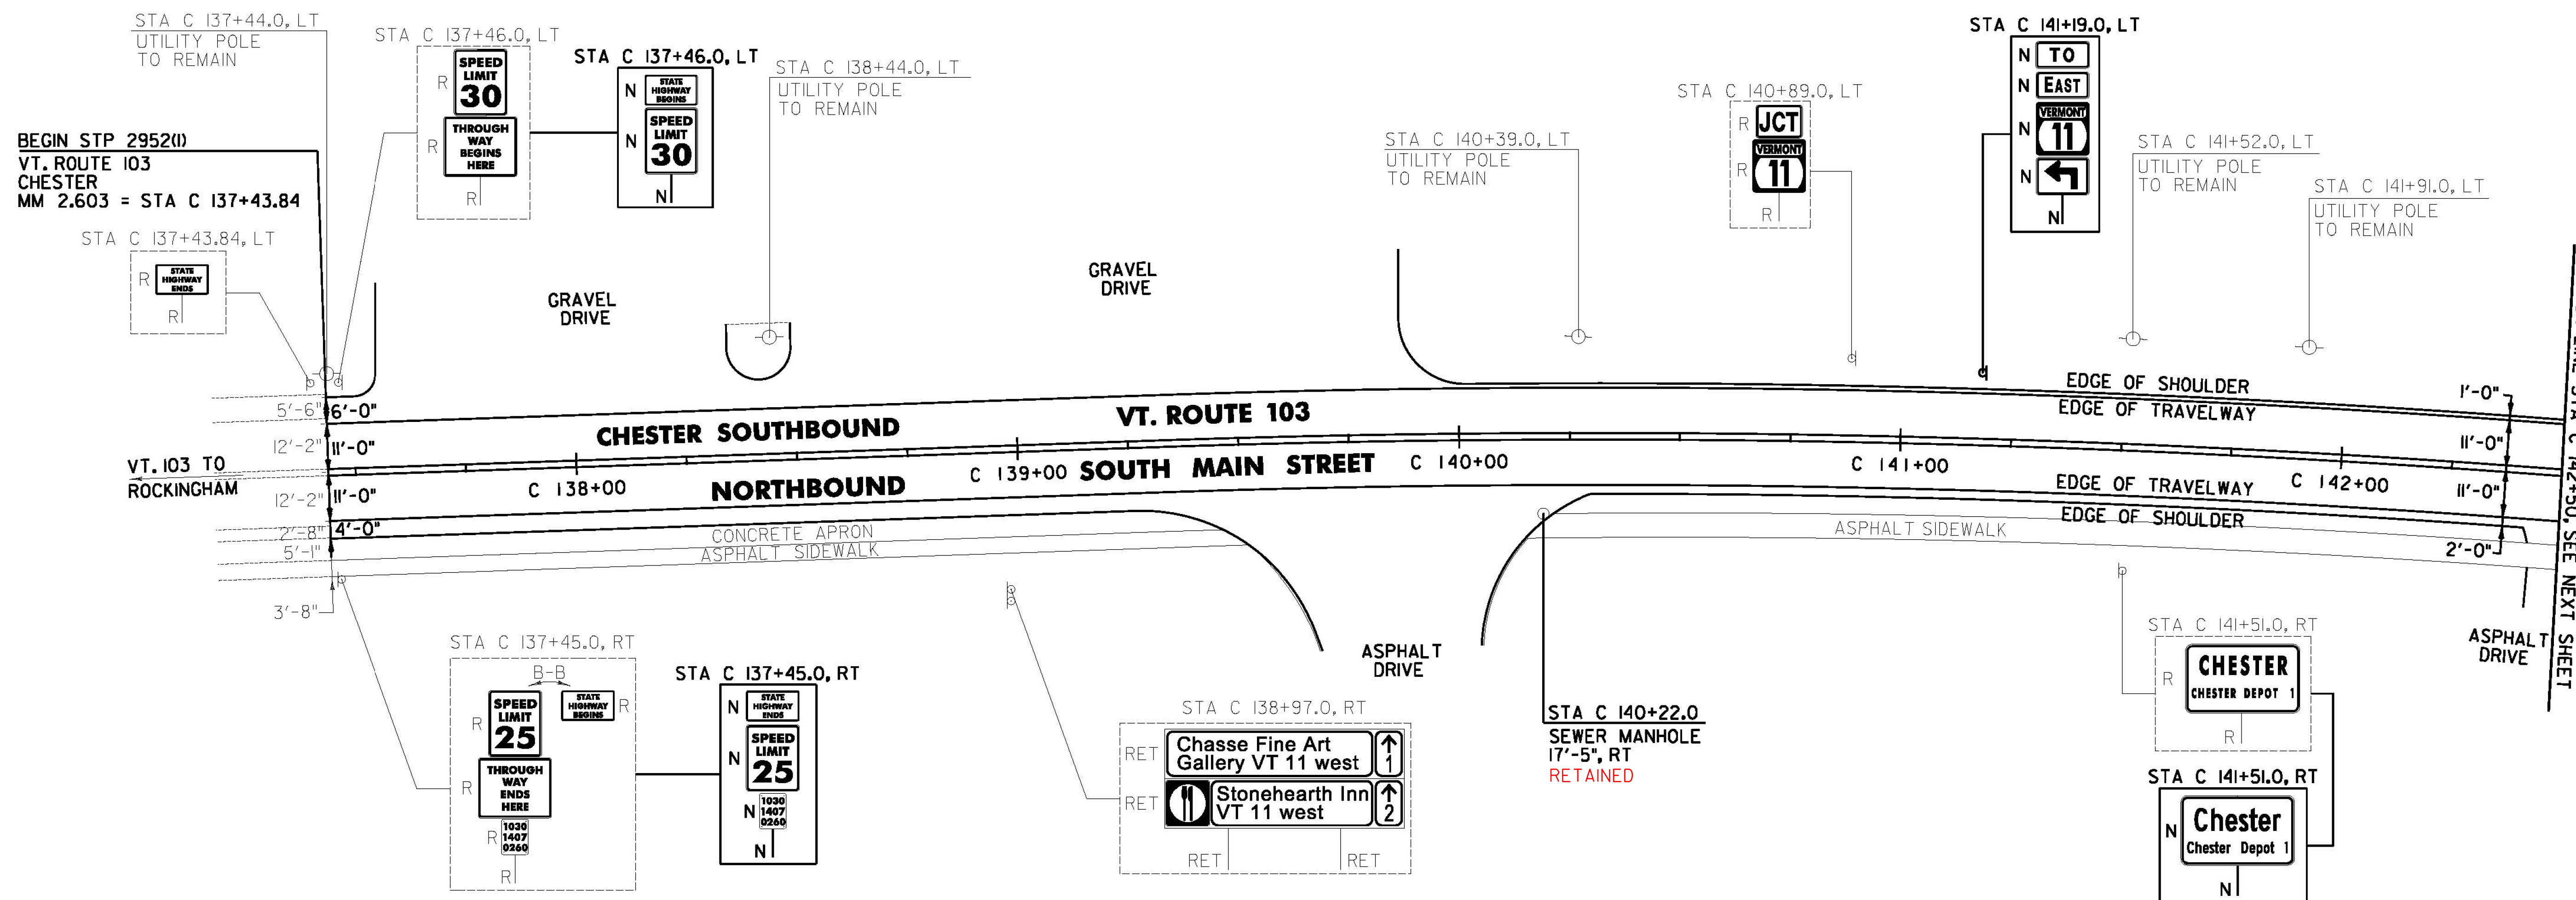 STA C 137+44.0, LT
UTILITY POLE
TO REMAIN
STA C 137+46.0, LT
R
SPEED
LIMIT
30
R
THROUGH
WAY
BEGINS
HERE
R
STA C 137+46.0, LT
N
STATE
HIGHWAY
BEGINS
N
SPEED
LIMIT
30
N
STA C 138+44.0, LT
UTILITY POLE
TO REMAIN
BEGIN STP 2952(1)
VT. ROUTE 103
CHESTER
MM 2.603 = STA C 137+43.84
STA C 137+43.84, LT
R
STATE
HIGHWAY
ENDS
R
STA C 140+39.0, LT
UTILITY POLE
TO REMAIN
STA C 140+89.0, LT
R JCT
R
VERMONT
11
R
STA C 141+19.0, LT
N TO
N EAST
N
VERMONT
11
N
N
STA C 141+52.0, LT
UTILITY POLE
TO REMAIN
STA C 141+91.0, LT
UTILITY POLE
TO REMAIN
GRAVEL
DRIVE
GRAVEL
DRIVE
5'-6" 6'-0"
12'-2" 11'-0"
12'-2" 11'-0"
2'-8" 4'-0"
5'-1"
3'-8"
VT. 103 TO
ROCKINGHAM
CHESTER SOUTHBOUND
VT. ROUTE 103
NORTHBOUND
SOUTH MAIN STREET
C 138+00
C 139+00
C 140+00
C 141+00
C 142+00
EDGE OF SHOULDER
EDGE OF TRAVELWAY
EDGE OF TRAVELWAY
EDGE OF SHOULDER
1'-0"
11'-0"
11'-0"
2'-0"
CONCRETE APRON
ASPHALT SIDEWALK
ASPHALT SIDEWALK
C 142+50, SEE NEXT SHEET
ASPHALT
DRIVE
ASPHALT
DRIVE
STA C 137+45.0, RT
B-B
R
SPEED
LIMIT
25
STATE
HIGHWAY
BEGINS
R
R
THROUGH
WAY
ENDS
HERE
R
1030
1407
0260
R
STA C 137+45.0, RT
N
STATE
HIGHWAY
ENDS
N
SPEED
LIMIT
25
N
1030
1407
0260
N
STA C 138+97.0, RT
RET
Chasse Fine Art
Gallery VT 11 west
1
RET
Stonehearth Inn
VT 11 west
2
RET
RET
STA C 140+22.0
SEWER MANHOLE
17'-5", RT
RETAINED
STA C 141+51.0, RT
R
CHESTER
CHESTER DEPOT 1
R
STA C 141+51.0, RT
N
Chester
Chester Depot 1
N